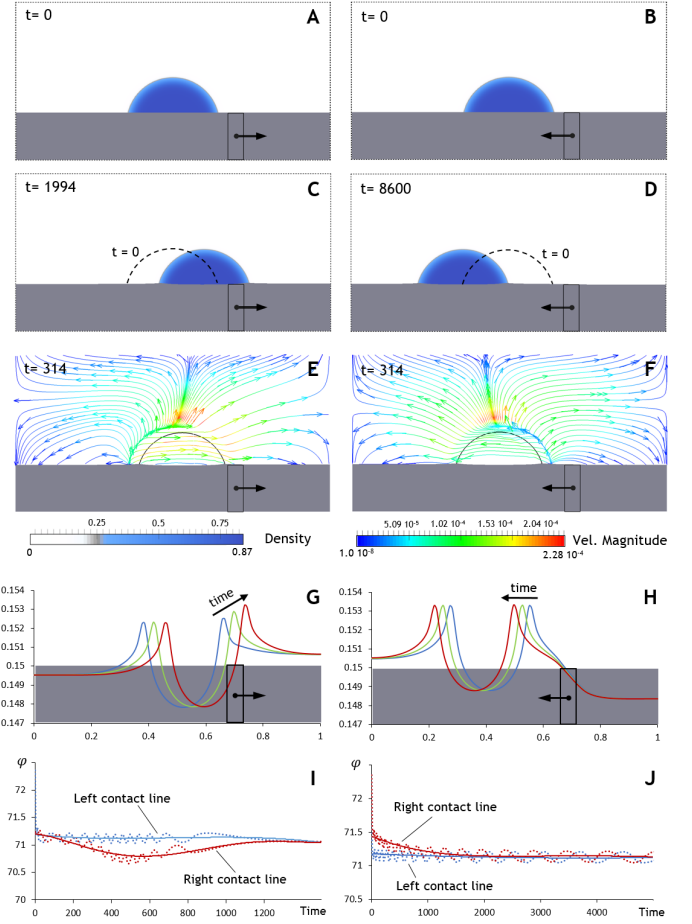 t= 0
A
t= 0
B
t= 1994
C
t = 0
t= 8600
D
t = 0
t= 314
E
t= 314
F
0.25 0.5 0.75
Density
0 0.87
5.09 10⁻⁵ 1.02 10⁻⁴ 1.53 10⁻⁴ 2.04 10⁻⁴
Vel. Magnitude
1.0 10⁻⁸ 2.28 10⁻⁴
G
time
0.154
0.153
0.152
0.151
0.15
0.149
0.148
0.147
0 0.2 0.4 0.6 0.8 1
H
time
0.154
0.153
0.152
0.151
0.15
0.149
0.148
0.147
0 0.2 0.4 0.6 0.8 1
φ
I
72
71
70
Left contact line
Right contact line
0 200 400 600 800 1000 1200 Time
φ
J
72
71.5
71
70.5
Right contact line
Left contact line
0 1000 2000 3000 4000 Time